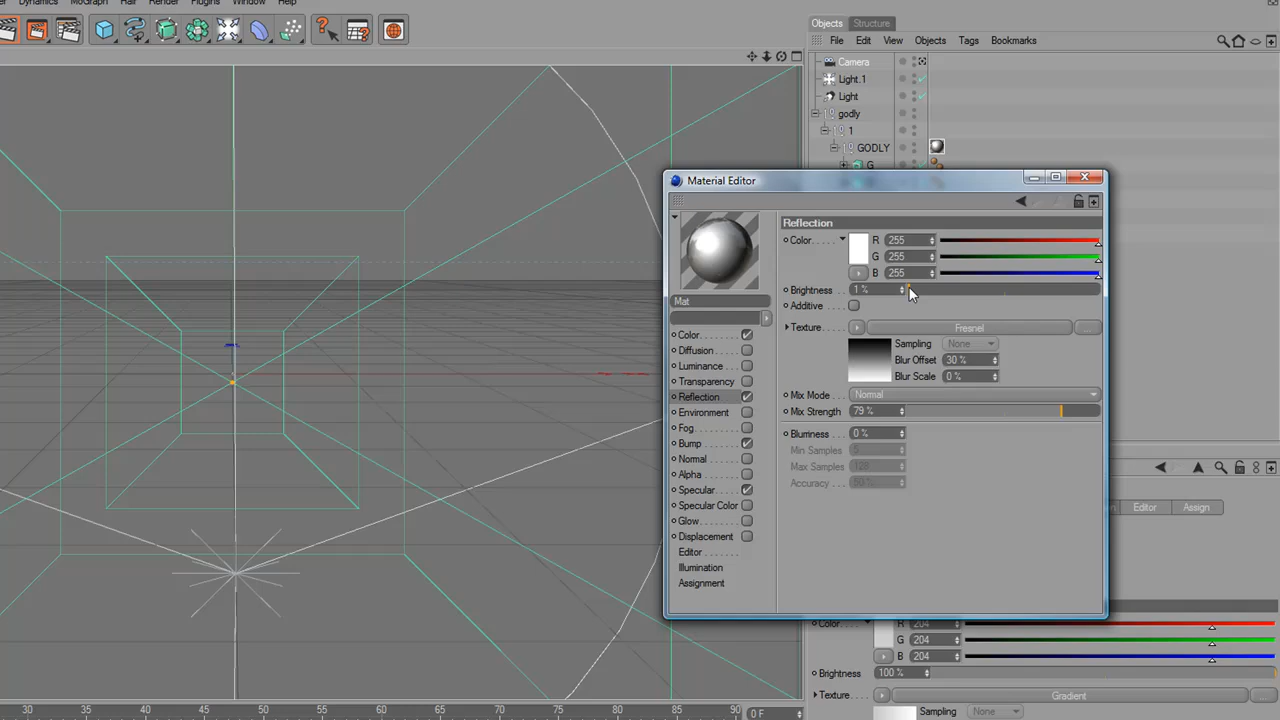 Dynamics MoGraph Hair Render Plugins Window Help
Objects Structure
File Edit View Objects Tags Bookmarks
Camera
Light.1
Light
godly
1
GODLY
G
Material Editor
Reflection
Color R 255
G 255
B 255
Brightness 1 %
Additive
Texture Fresnel ...
Sampling None
Blur Offset 30 %
Blur Scale 0 %
Mix Mode Normal
Mix Strength 79 %
Blurriness 0 %
Min Samples 5
Max Samples 128
Accuracy 50 %
Mat
Color
Diffusion
Luminance
Transparency
Reflection
Environment
Fog
Bump
Normal
Alpha
Specular
Specular Color
Glow
Displacement
Editor
Illumination
Assignment
Editor Assign
Color R 204
G 204
B 204
Brightness 100 %
Texture Gradient ...
Sampling None
30 35 40 45 50 55 60 65 70 75 80 85 90 0 F